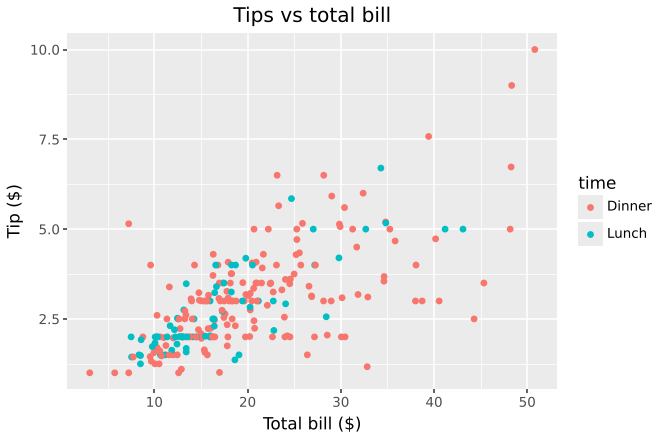 Tips vs total bill
10.0
7.5
5.0
2.5
Tip ($)
10
20
30
40
50
Total bill ($)
time
Dinner
Lunch